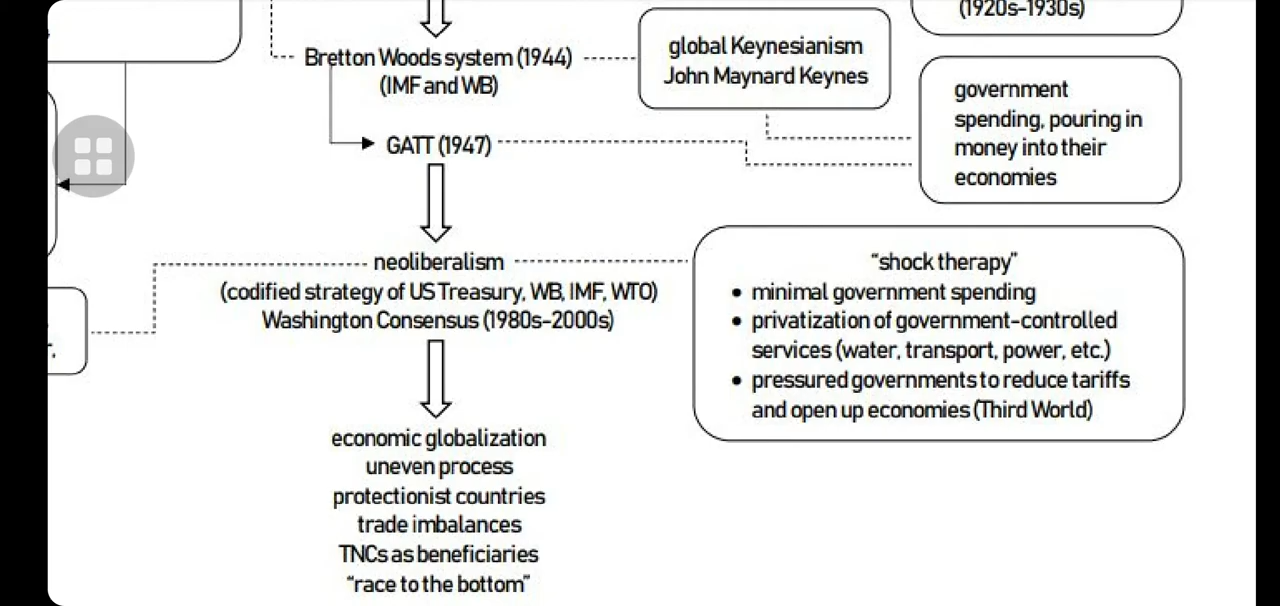 (1920s-1930s)
Bretton Woods system (1944)
(IMF and WB)
global Keynesianism
John Maynard Keynes
GATT (1947)
government
spending, pouring in
money into their
economies
neoliberalism
(codified strategy of US Treasury, WB, IMF, WTO)
Washington Consensus (1980s-2000s)
“shock therapy”
• minimal government spending
• privatization of government-controlled
services (water, transport, power, etc.)
• pressured governments to reduce tariffs
and open up economies (Third World)
economic globalization
uneven process
protectionist countries
trade imbalances
TNCs as beneficiaries
“race to the bottom”